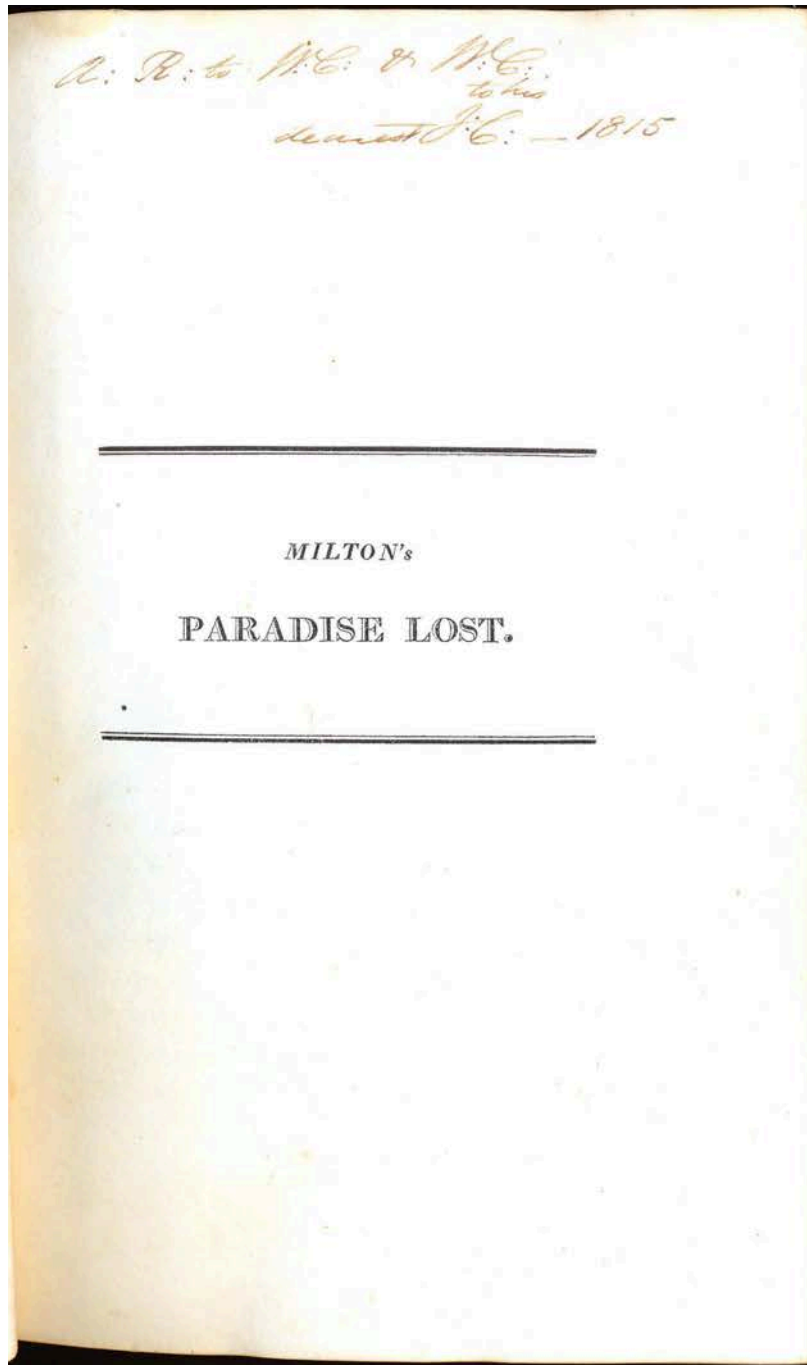 A: R: to W:C: & W:C:
to his
dearest J:C: — 1815
MILTON's
PARADISE LOST.